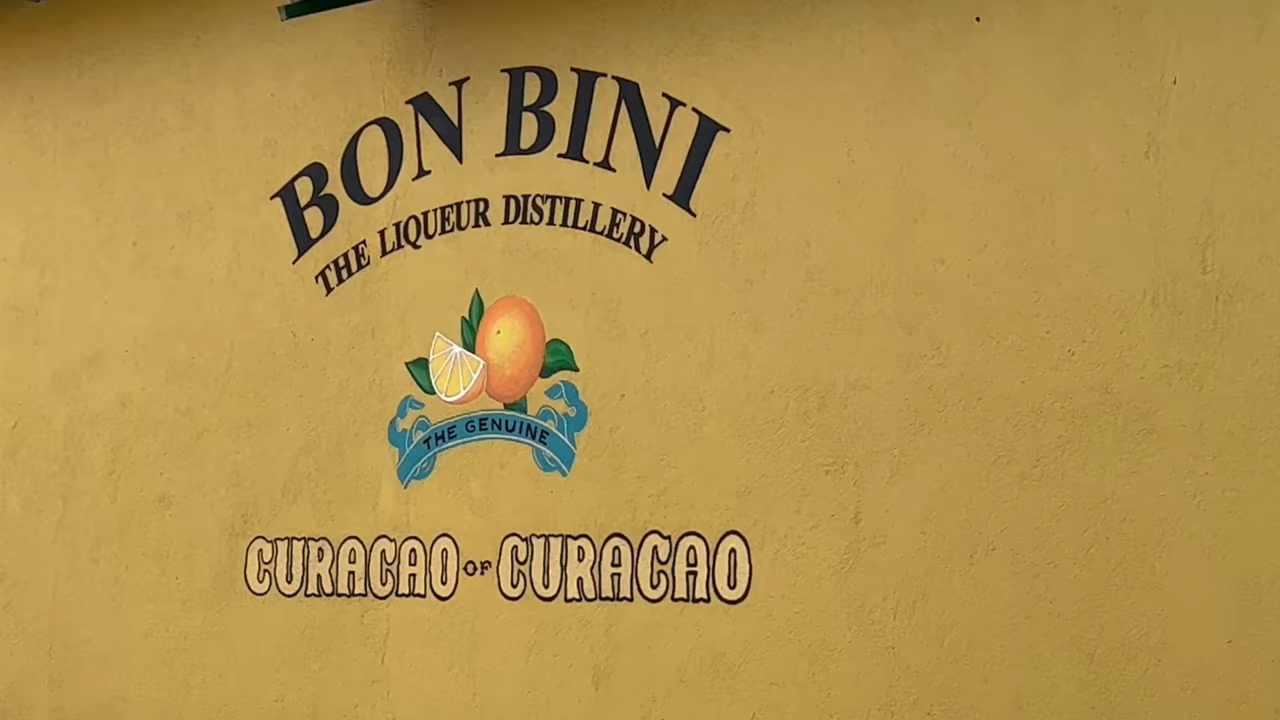 BON BINI
THE LIQUEUR DISTILLERY
THE GENUINE
CURACAO OF CURACAO